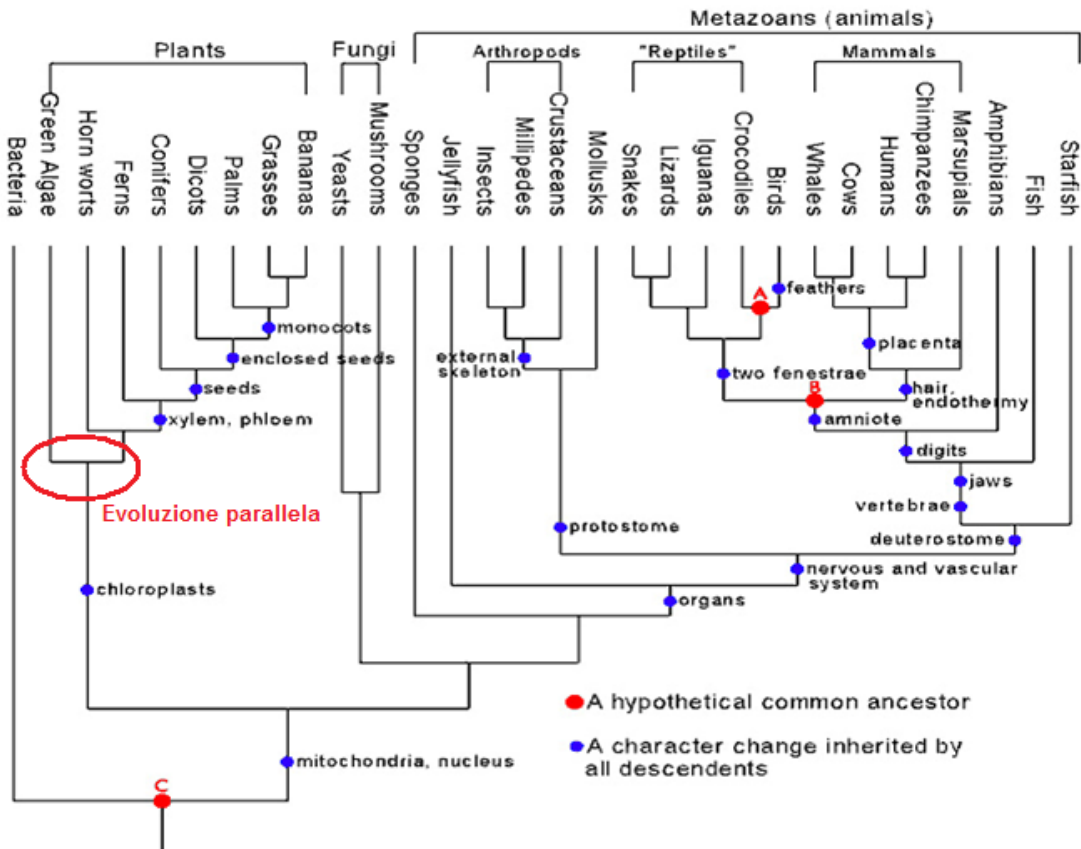 Metazoans (animals)
Plants
Fungi
Arthropods
"Reptiles"
Mammals
Bacteria
Green Algae
Horn worts
Ferns
Conifers
Dicots
Palms
Grasses
Bananas
Yeasts
Mushrooms
Sponges
Jellyfish
Insects
Millipedes
Crustaceans
Mollusks
Snakes
Lizards
Iguanas
Crocodiles
Birds
Whales
Cows
Humans
Chimpanzees
Marsupials
Amphibians
Fish
Starfish
A
feathers
monocots
enclosed seeds
external
skeleton
placenta
two fenestrae
seeds
B
hair,
endothermy
xylem, phloem
amniote
digits
jaws
Evoluzione parallela
vertebrae
protostome
deuterostome
nervous and vascular
system
chloroplasts
organs
A hypothetical common ancestor
A character change inherited by
all descendents
mitochondria, nucleus
C